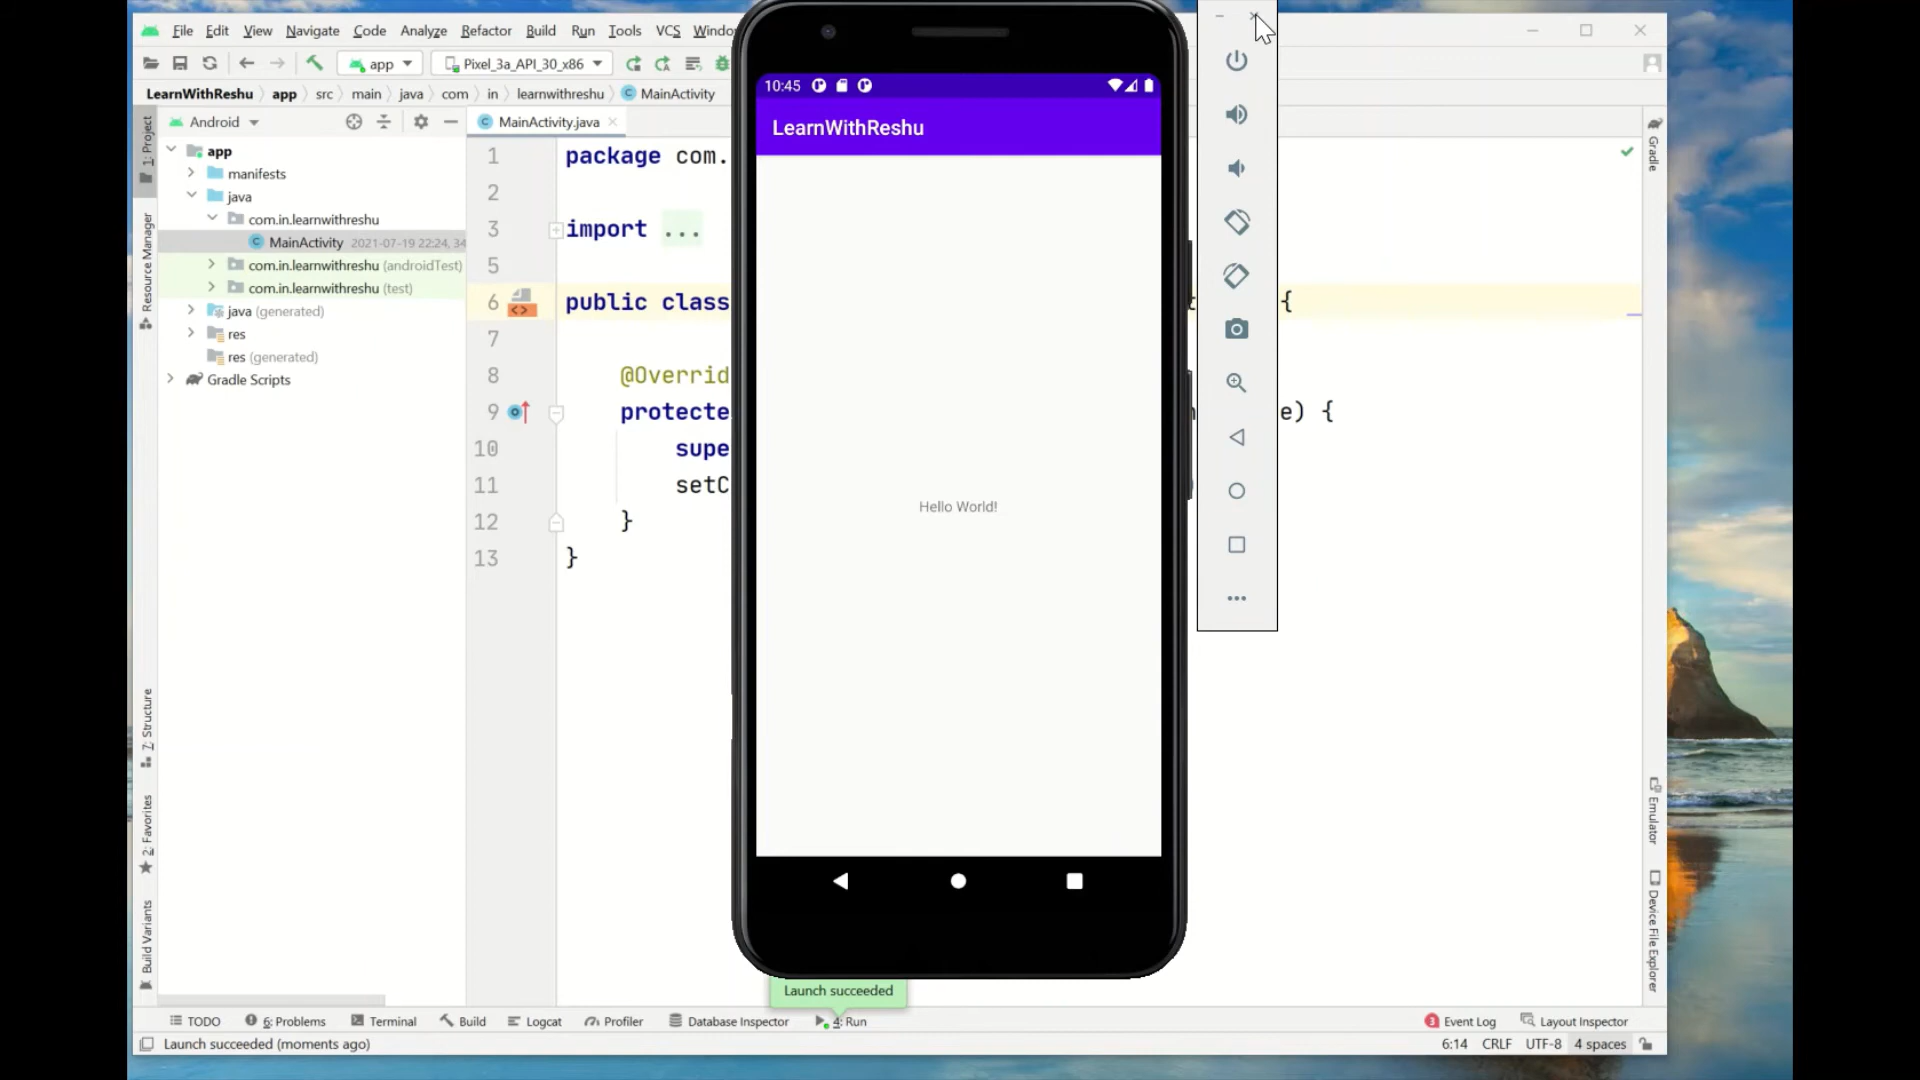 File Edit View Navigate Code Analyze Refactor Build Run Tools VCS Windo
app Pixel_3a_API_30_x86
LearnWithReshu app src main java com in learnwithreshu MainActivity
Android
MainActivity.java
1: Project
Resource Manager
7: Structure
2: Favorites
Build Variants
app
manifests
java
com.in.learnwithreshu
MainActivity 2021-07-19 22:24, 34
com.in.learnwithreshu (androidTest)
com.in.learnwithreshu (test)
java (generated)
res
res (generated)
Gradle Scripts
1 package com.
2
3 import ...
5
6 public class {
7
8 @Overrid
9 protecte e) {
10 supe
11 setC
12 }
13 }
10:45
LearnWithReshu
Hello World!
Gradle
Emulator
Device File Explorer
Launch succeeded
TODO 6: Problems Terminal Build Logcat Profiler Database Inspector 4: Run 3 Event Log Layout Inspector
Launch succeeded (moments ago) 6:14 CRLF UTF-8 4 spaces